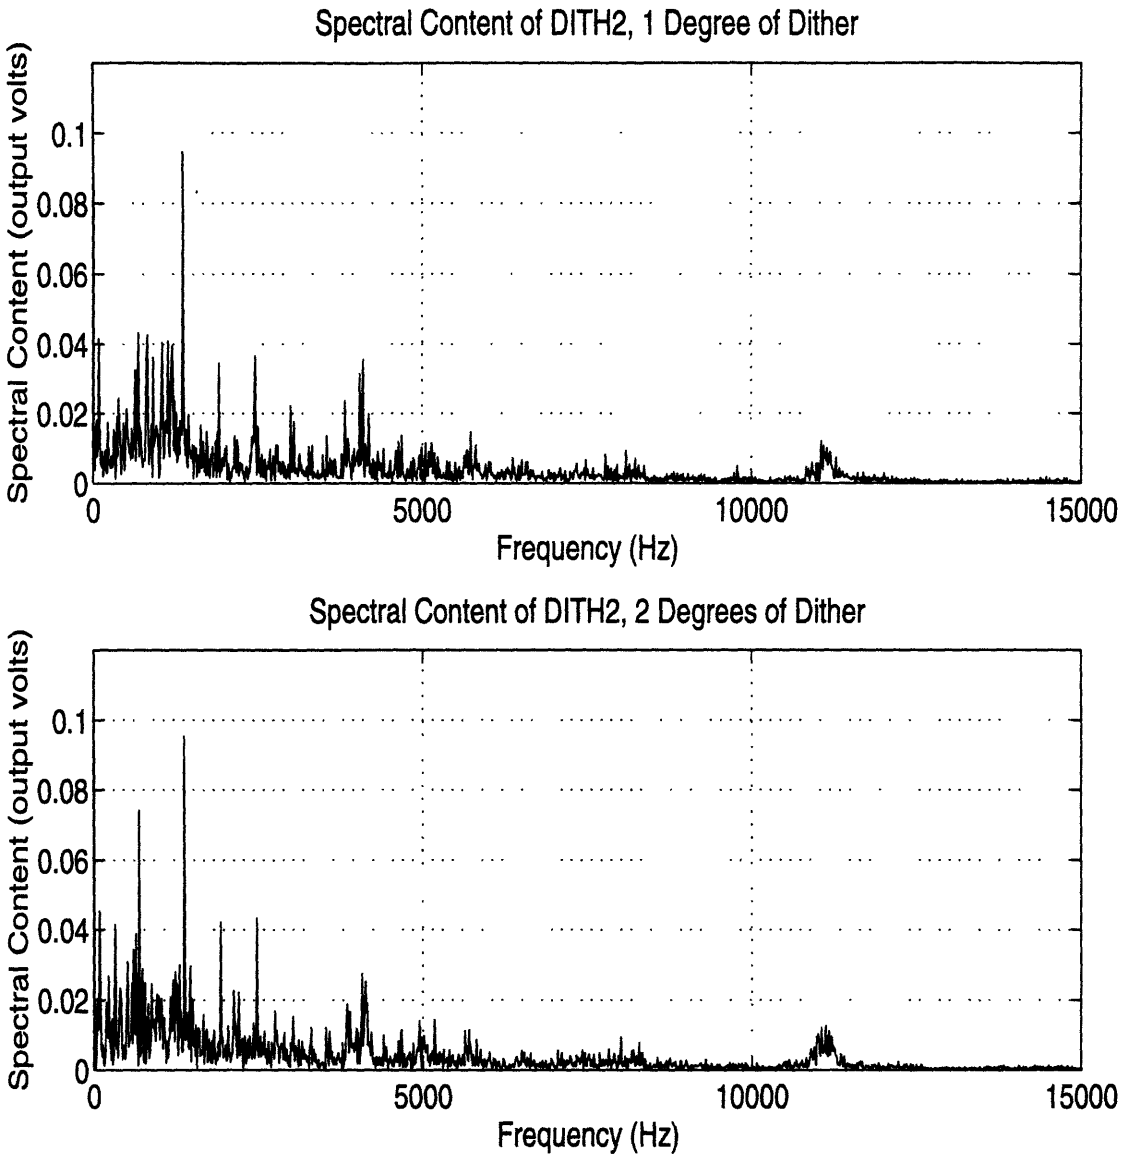 Spectral Content of DITH2, 1 Degree of Dither
Spectral Content (output volts)
0.1
0.08
0.06
0.04
0.02
0
0 5000 10000 15000
Frequency (Hz)
Spectral Content of DITH2, 2 Degrees of Dither
Spectral Content (output volts)
0.1
0.08
0.06
0.04
0.02
0
0 5000 10000 15000
Frequency (Hz)